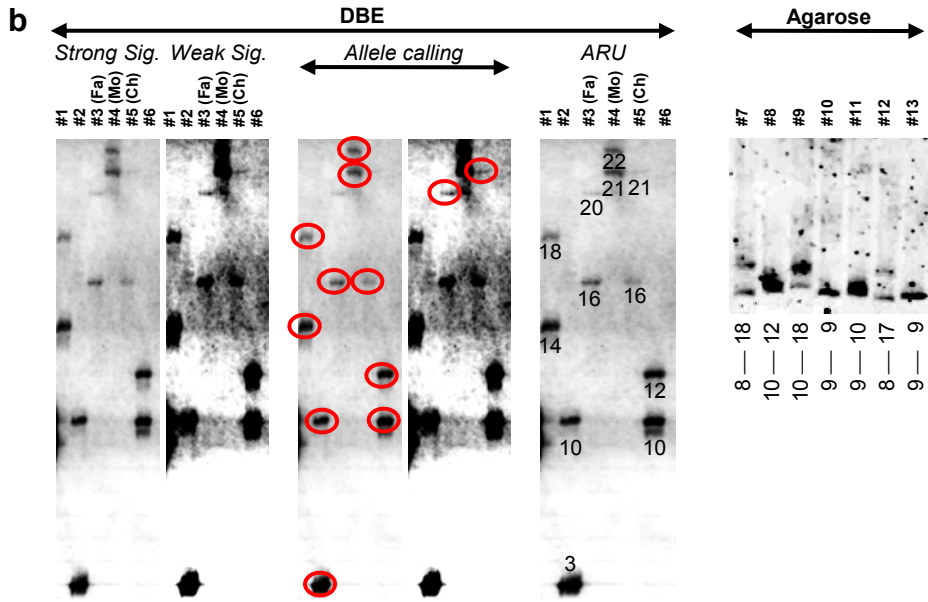 b
DBE
Agarose
Strong Sig.
Weak Sig.
Allele calling
ARU
#1
#2
#3 (Fa)
#4 (Mo)
#5 (Ch)
#6
#1
#2
#3 (Fa)
#4 (Mo)
#5 (Ch)
#6
#1
#2
#3 (Fa)
#4 (Mo)
#5 (Ch)
#6
#7
#8
#9
#10
#11
#12
#13
22
21 21
20
18
16 16
14
12
10 10
3
8 — 18
10 — 12
10 — 18
9 — 9
9 — 10
8 — 17
9 — 9